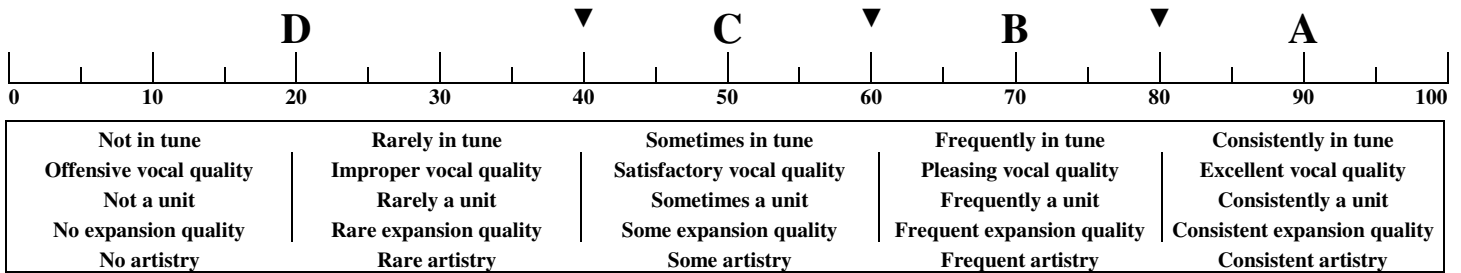 D C B A
0 10 20 30 40 50 60 70 80 90 100
Not in tune Rarely in tune Sometimes in tune Frequently in tune Consistently in tune
Offensive vocal quality Improper vocal quality Satisfactory vocal quality Pleasing vocal quality Excellent vocal quality
Not a unit Rarely a unit Sometimes a unit Frequently a unit Consistently a unit
No expansion quality Rare expansion quality Some expansion quality Frequent expansion quality Consistent expansion quality
No artistry Rare artistry Some artistry Frequent artistry Consistent artistry